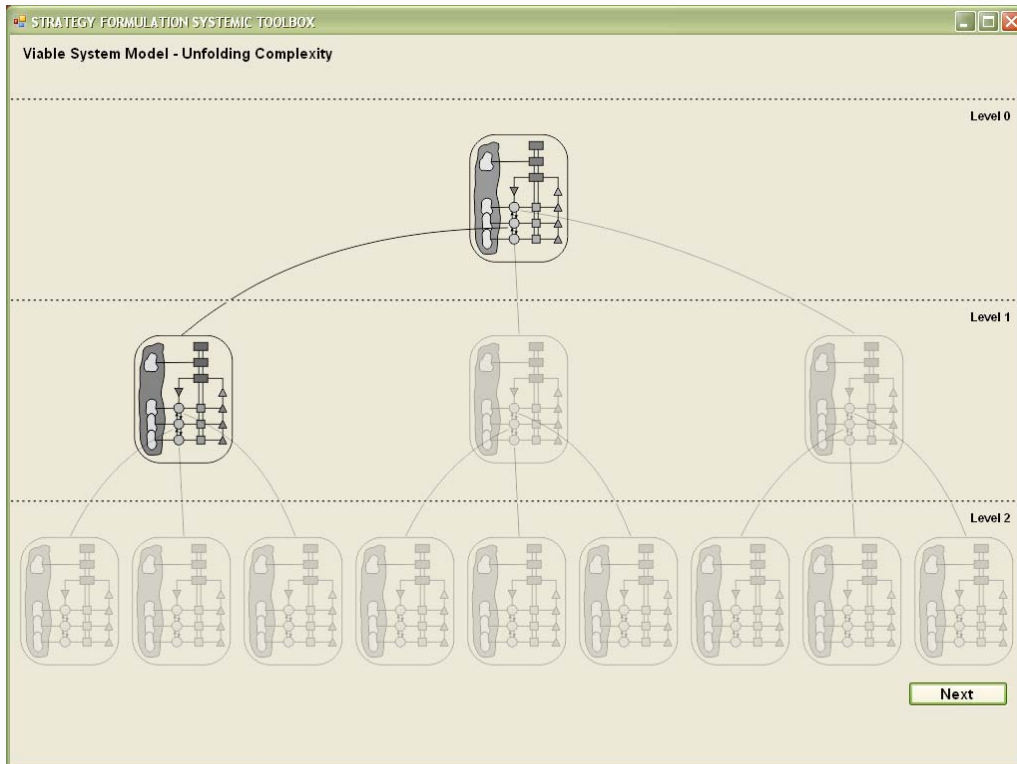 STRATEGY FORMULATION SYSTEMIC TOOLBOX
Viable System Model - Unfolding Complexity
Level 0
Level 1
Level 2
Next